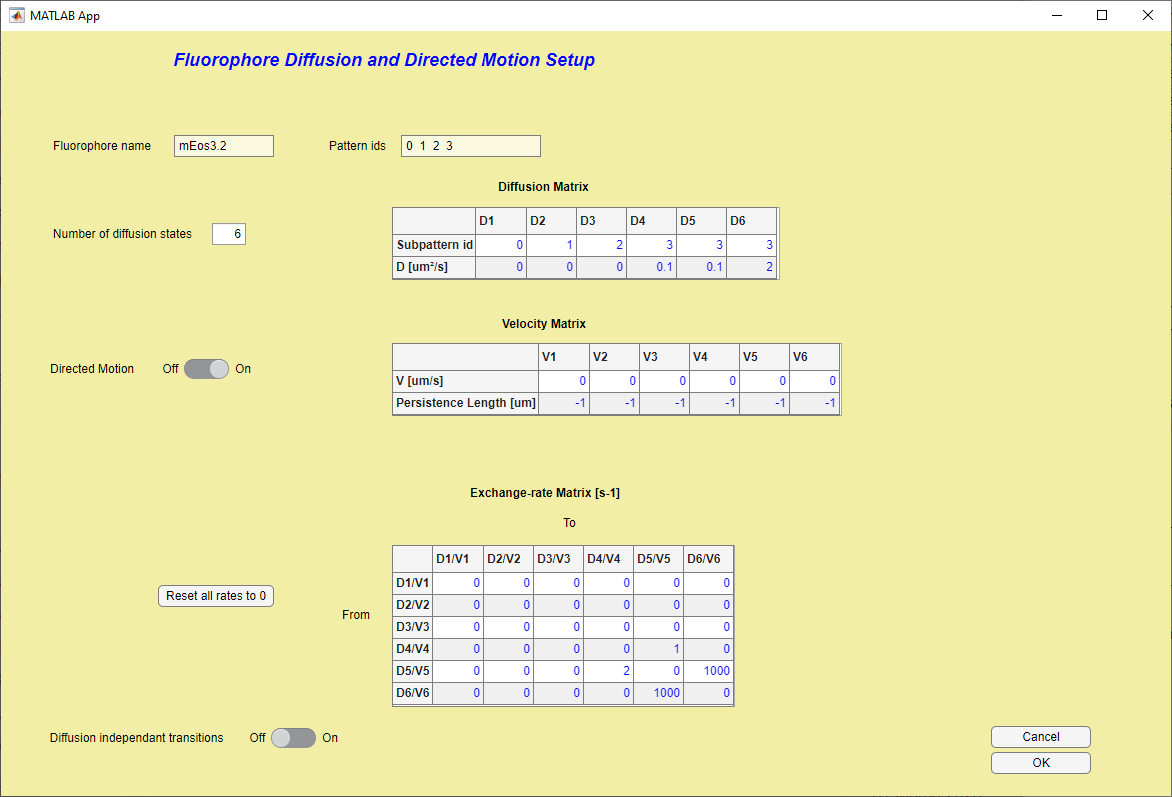 MATLAB App
Fluorophore Diffusion and Directed Motion Setup
Fluorophore name mEos3.2 Pattern ids 0 1 2 3
Diffusion Matrix
D1 D2 D3 D4 D5 D6
Number of diffusion states 6
Subpattern id 0 1 2 3 3 3
D [um²/s] 0 0 0 0.1 0.1 2
Velocity Matrix
V1 V2 V3 V4 V5 V6
Directed Motion Off On
V [um/s] 0 0 0 0 0 0
Persistence Length [um] -1 -1 -1 -1 -1 -1
Exchange-rate Matrix [s-1]
To
D1/V1 D2/V2 D3/V3 D4/V4 D5/V5 D6/V6
D1/V1 0 0 0 0 0 0
Reset all rates to 0
D2/V2 0 0 0 0 0 0
From
D3/V3 0 0 0 0 0 0
D4/V4 0 0 0 0 1 0
D5/V5 0 0 0 2 0 1000
D6/V6 0 0 0 0 1000 0
Diffusion independant transitions Off On
Cancel
OK